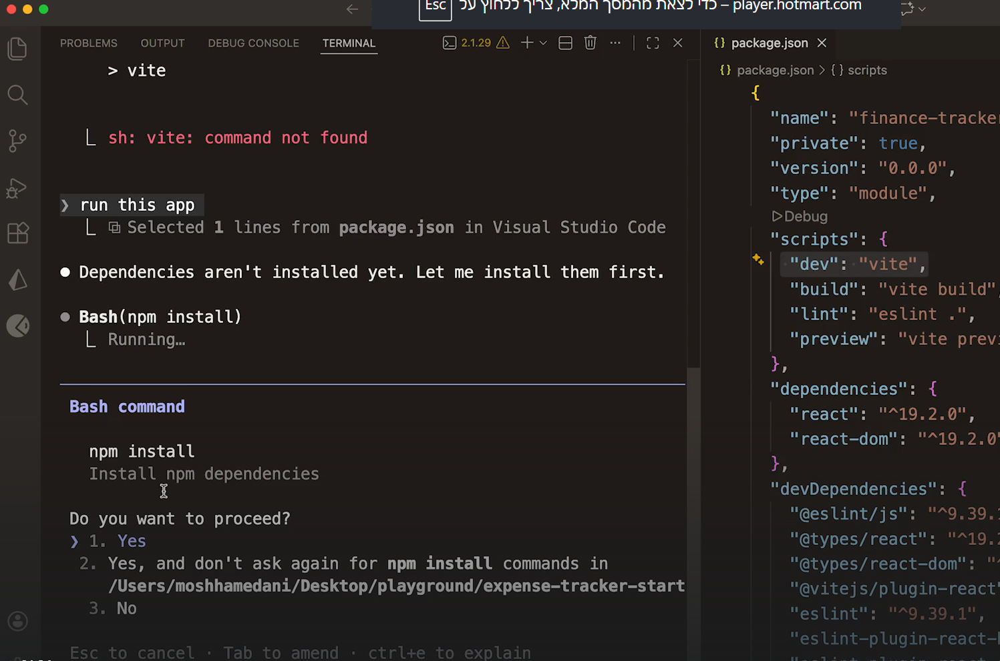 Esc כדי לצאת מהמסך המלא, צריך ללחוץ על – player.hotmart.com
PROBLEMS OUTPUT DEBUG CONSOLE TERMINAL 2.1.29
> vite
sh: vite: command not found
❯ run this app
Selected 1 lines from package.json in Visual Studio Code
● Dependencies aren't installed yet. Let me install them first.
● Bash(npm install)
Running…
Bash command
npm install
Install npm dependencies
Do you want to proceed?
❯ 1. Yes
2. Yes, and don't ask again for npm install commands in
/Users/moshhamedani/Desktop/playground/expense-tracker-start
3. No
Esc to cancel · Tab to amend · ctrl+e to explain
{} package.json
{} package.json > { } scripts
{
"name": "finance-tracker
"private": true,
"version": "0.0.0",
"type": "module",
Debug
"scripts": {
"dev": "vite",
"build": "vite build",
"lint": "eslint .",
"preview": "vite previ
},
"dependencies": {
"react": "^19.2.0",
"react-dom": "^19.2.0"
},
"devDependencies": {
"@eslint/js": "^9.39.1
"@types/react": "^19.2
"@types/react-dom": "^
"@vitejs/plugin-react"
"eslint": "^9.39.1",
"eslint-plugin-react-h